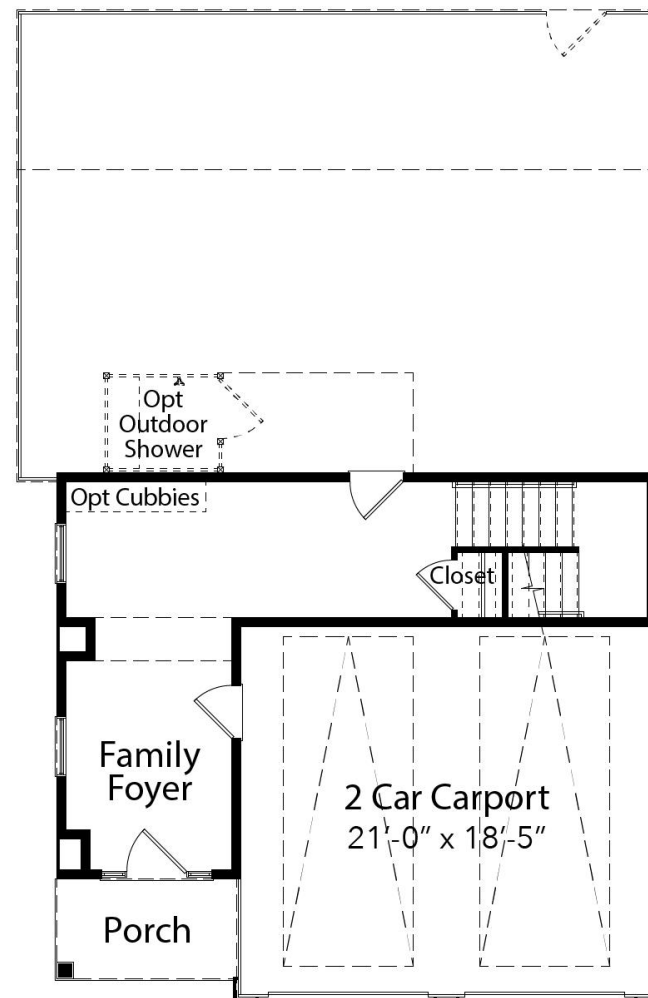 Opt
Outdoor
Shower
Opt Cubbies
Closet
Family
Foyer
2 Car Carport
21'-0" x 18'-5"
Porch